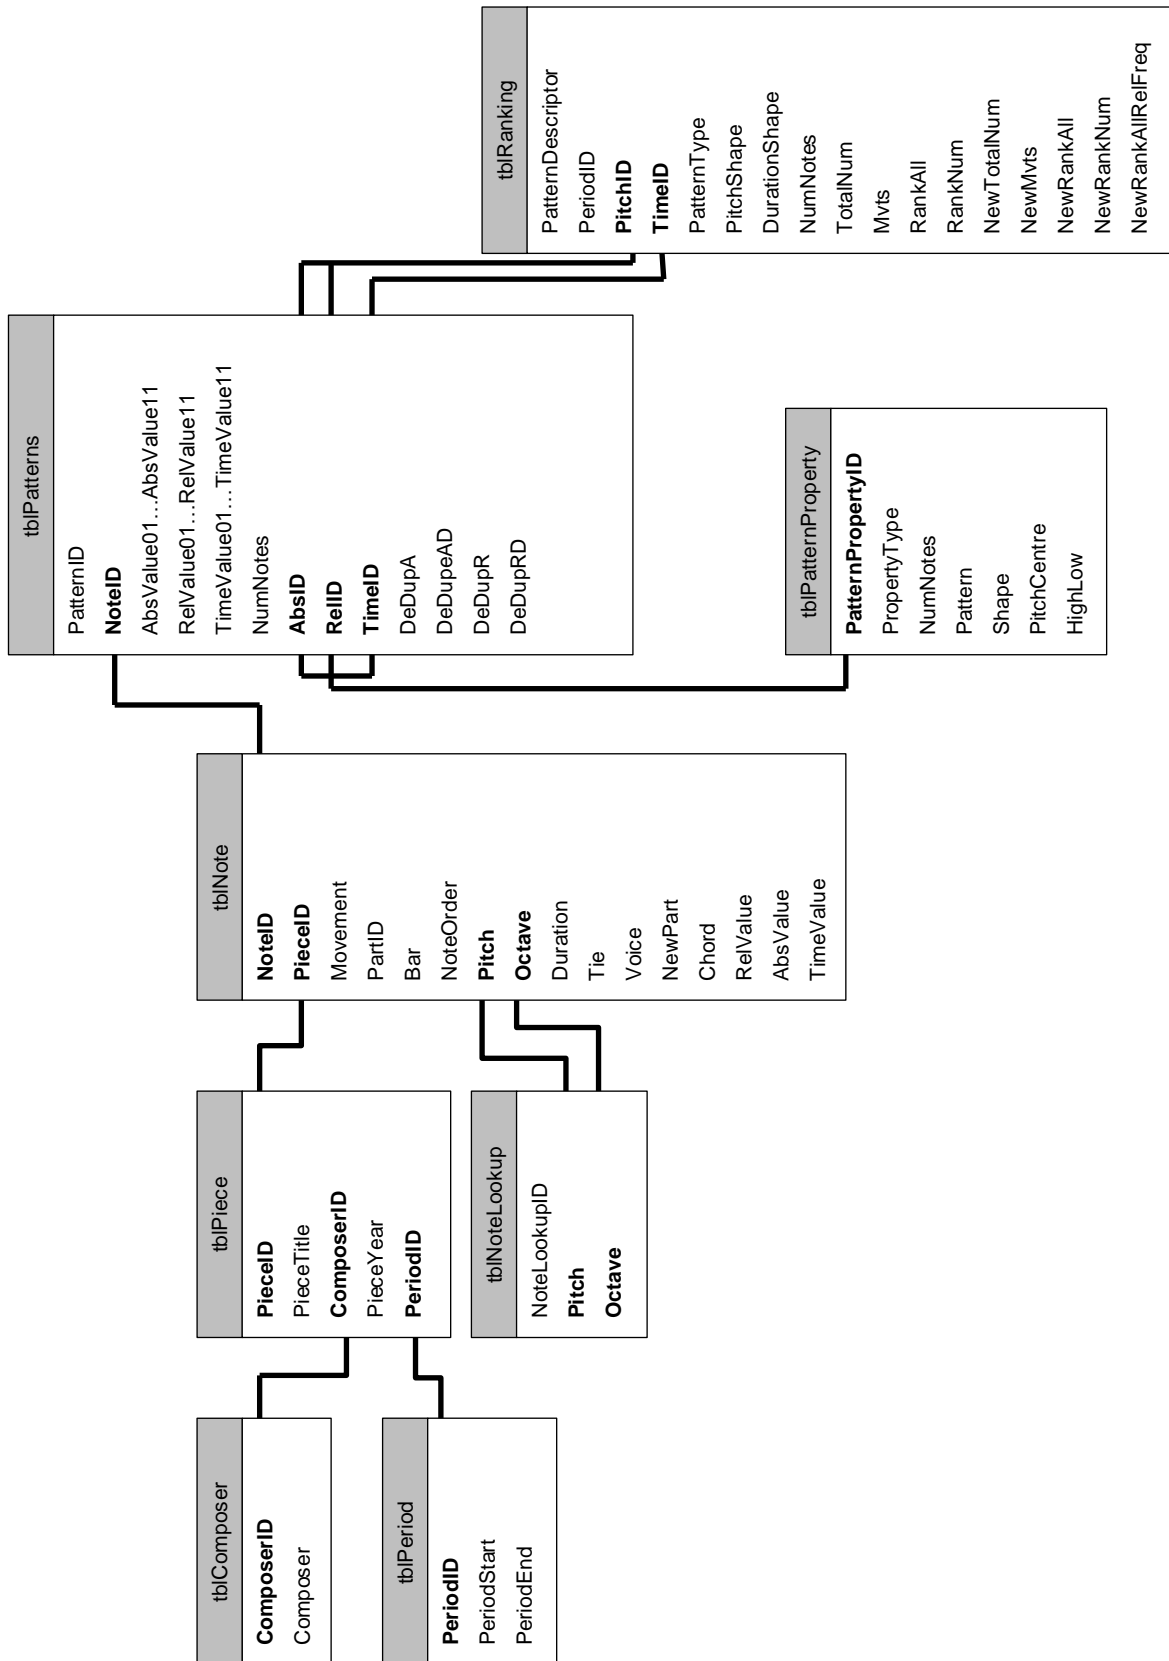 tblComposer
ComposerID
Composer
tblPeriod
PeriodID
PeriodStart
PeriodEnd
tblPiece
PieceID
PieceTitle
ComposerID
PieceYear
PeriodID
tblNoteLookup
NoteLookupID
Pitch
Octave
tblNote
NoteID
PieceID
Movement
PartID
Bar
NoteOrder
Pitch
Octave
Duration
Tie
Voice
NewPart
Chord
RelValue
AbsValue
TimeValue
tblPatterns
PatternID
NoteID
AbsValue01...AbsValue11
RelValue01...RelValue11
TimeValue01...TimeValue11
NumNotes
AbsID
RelID
TimeID
DeDupA
DeDupeAD
DeDupR
DeDupRD
tblPatternProperty
PatternPropertyID
PropertyType
NumNotes
Pattern
Shape
PitchCentre
HighLow
tblRanking
PatternDescriptor
PeriodID
PitchID
TimeID
PatternType
PitchShape
DurationShape
NumNotes
TotalNum
Mvts
RankAll
RankNum
NewTotalNum
NewMvts
NewRankAll
NewRankNum
NewRankAllRelFreq